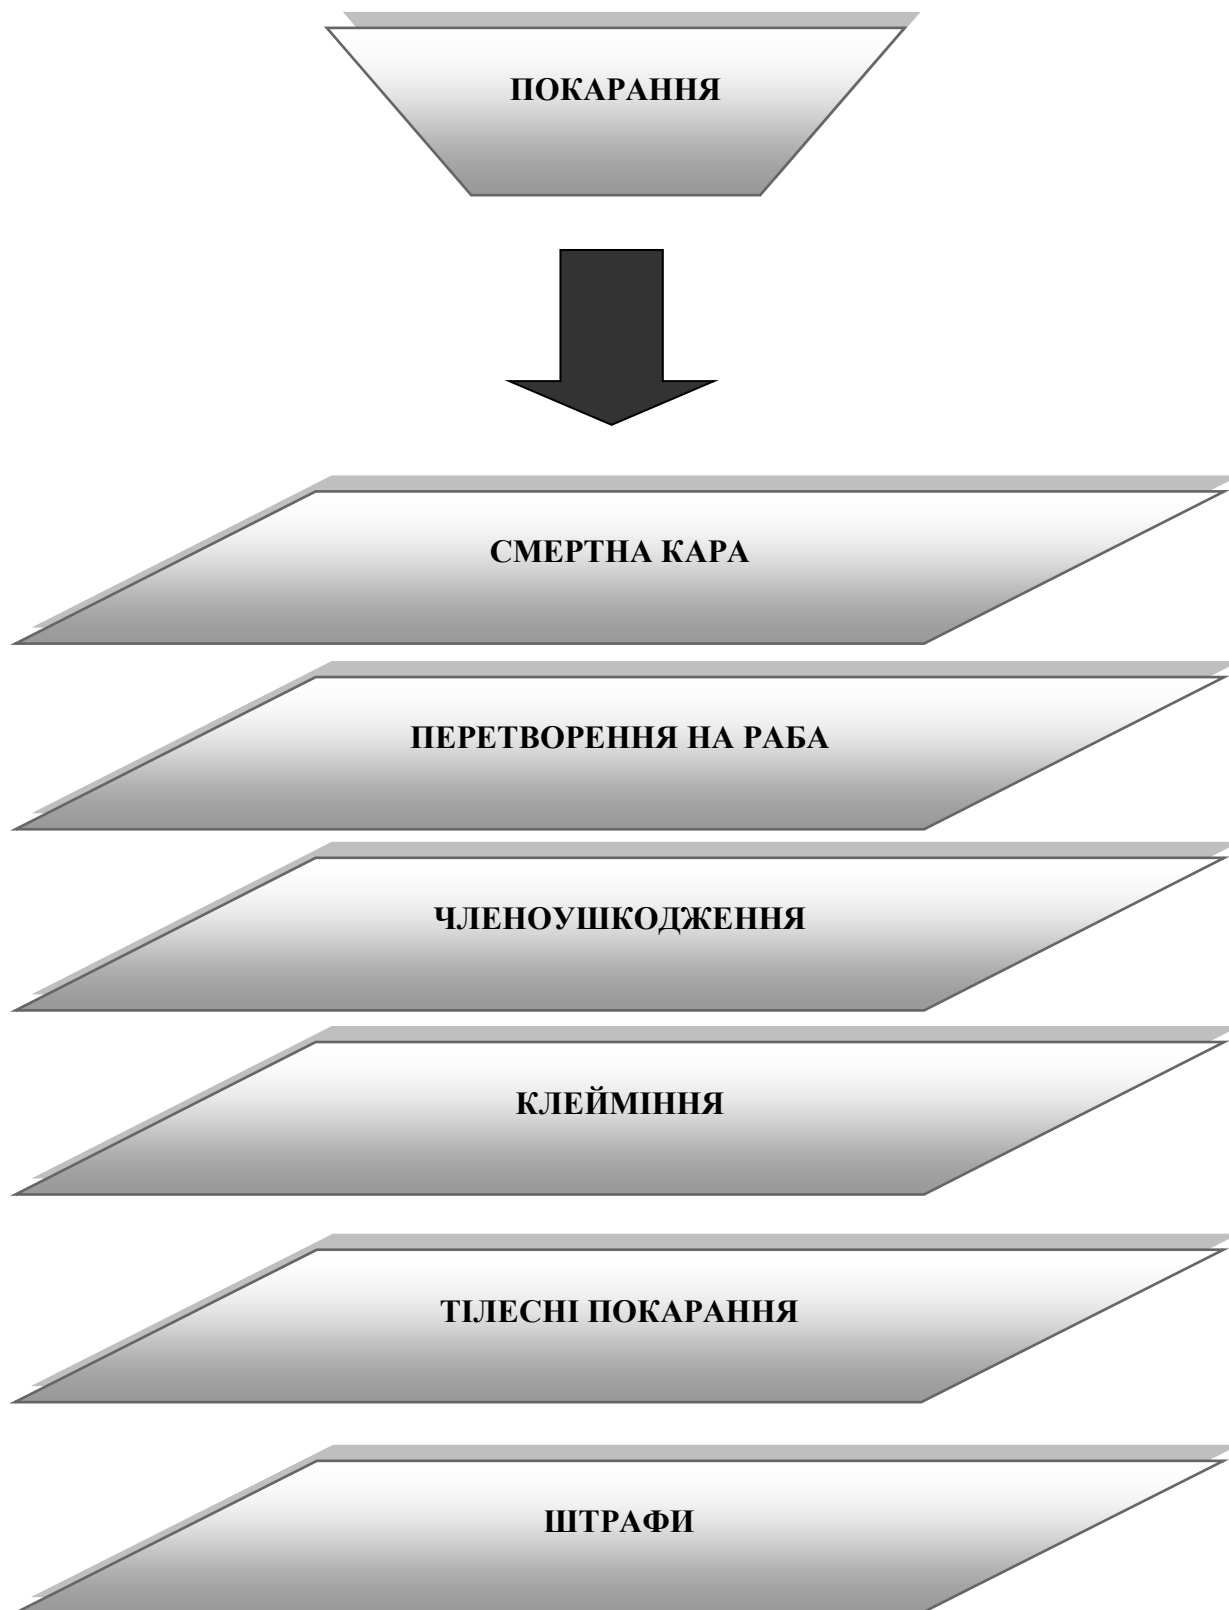 ПОКАРАННЯ
СМЕРТНА КАРА
ПЕРЕТВОРЕННЯ НА РАБА
ЧЛЕНОУШКОДЖЕННЯ
КЛЕЙМІННЯ
ТІЛЕСНІ ПОКАРАННЯ
ШТРАФИ